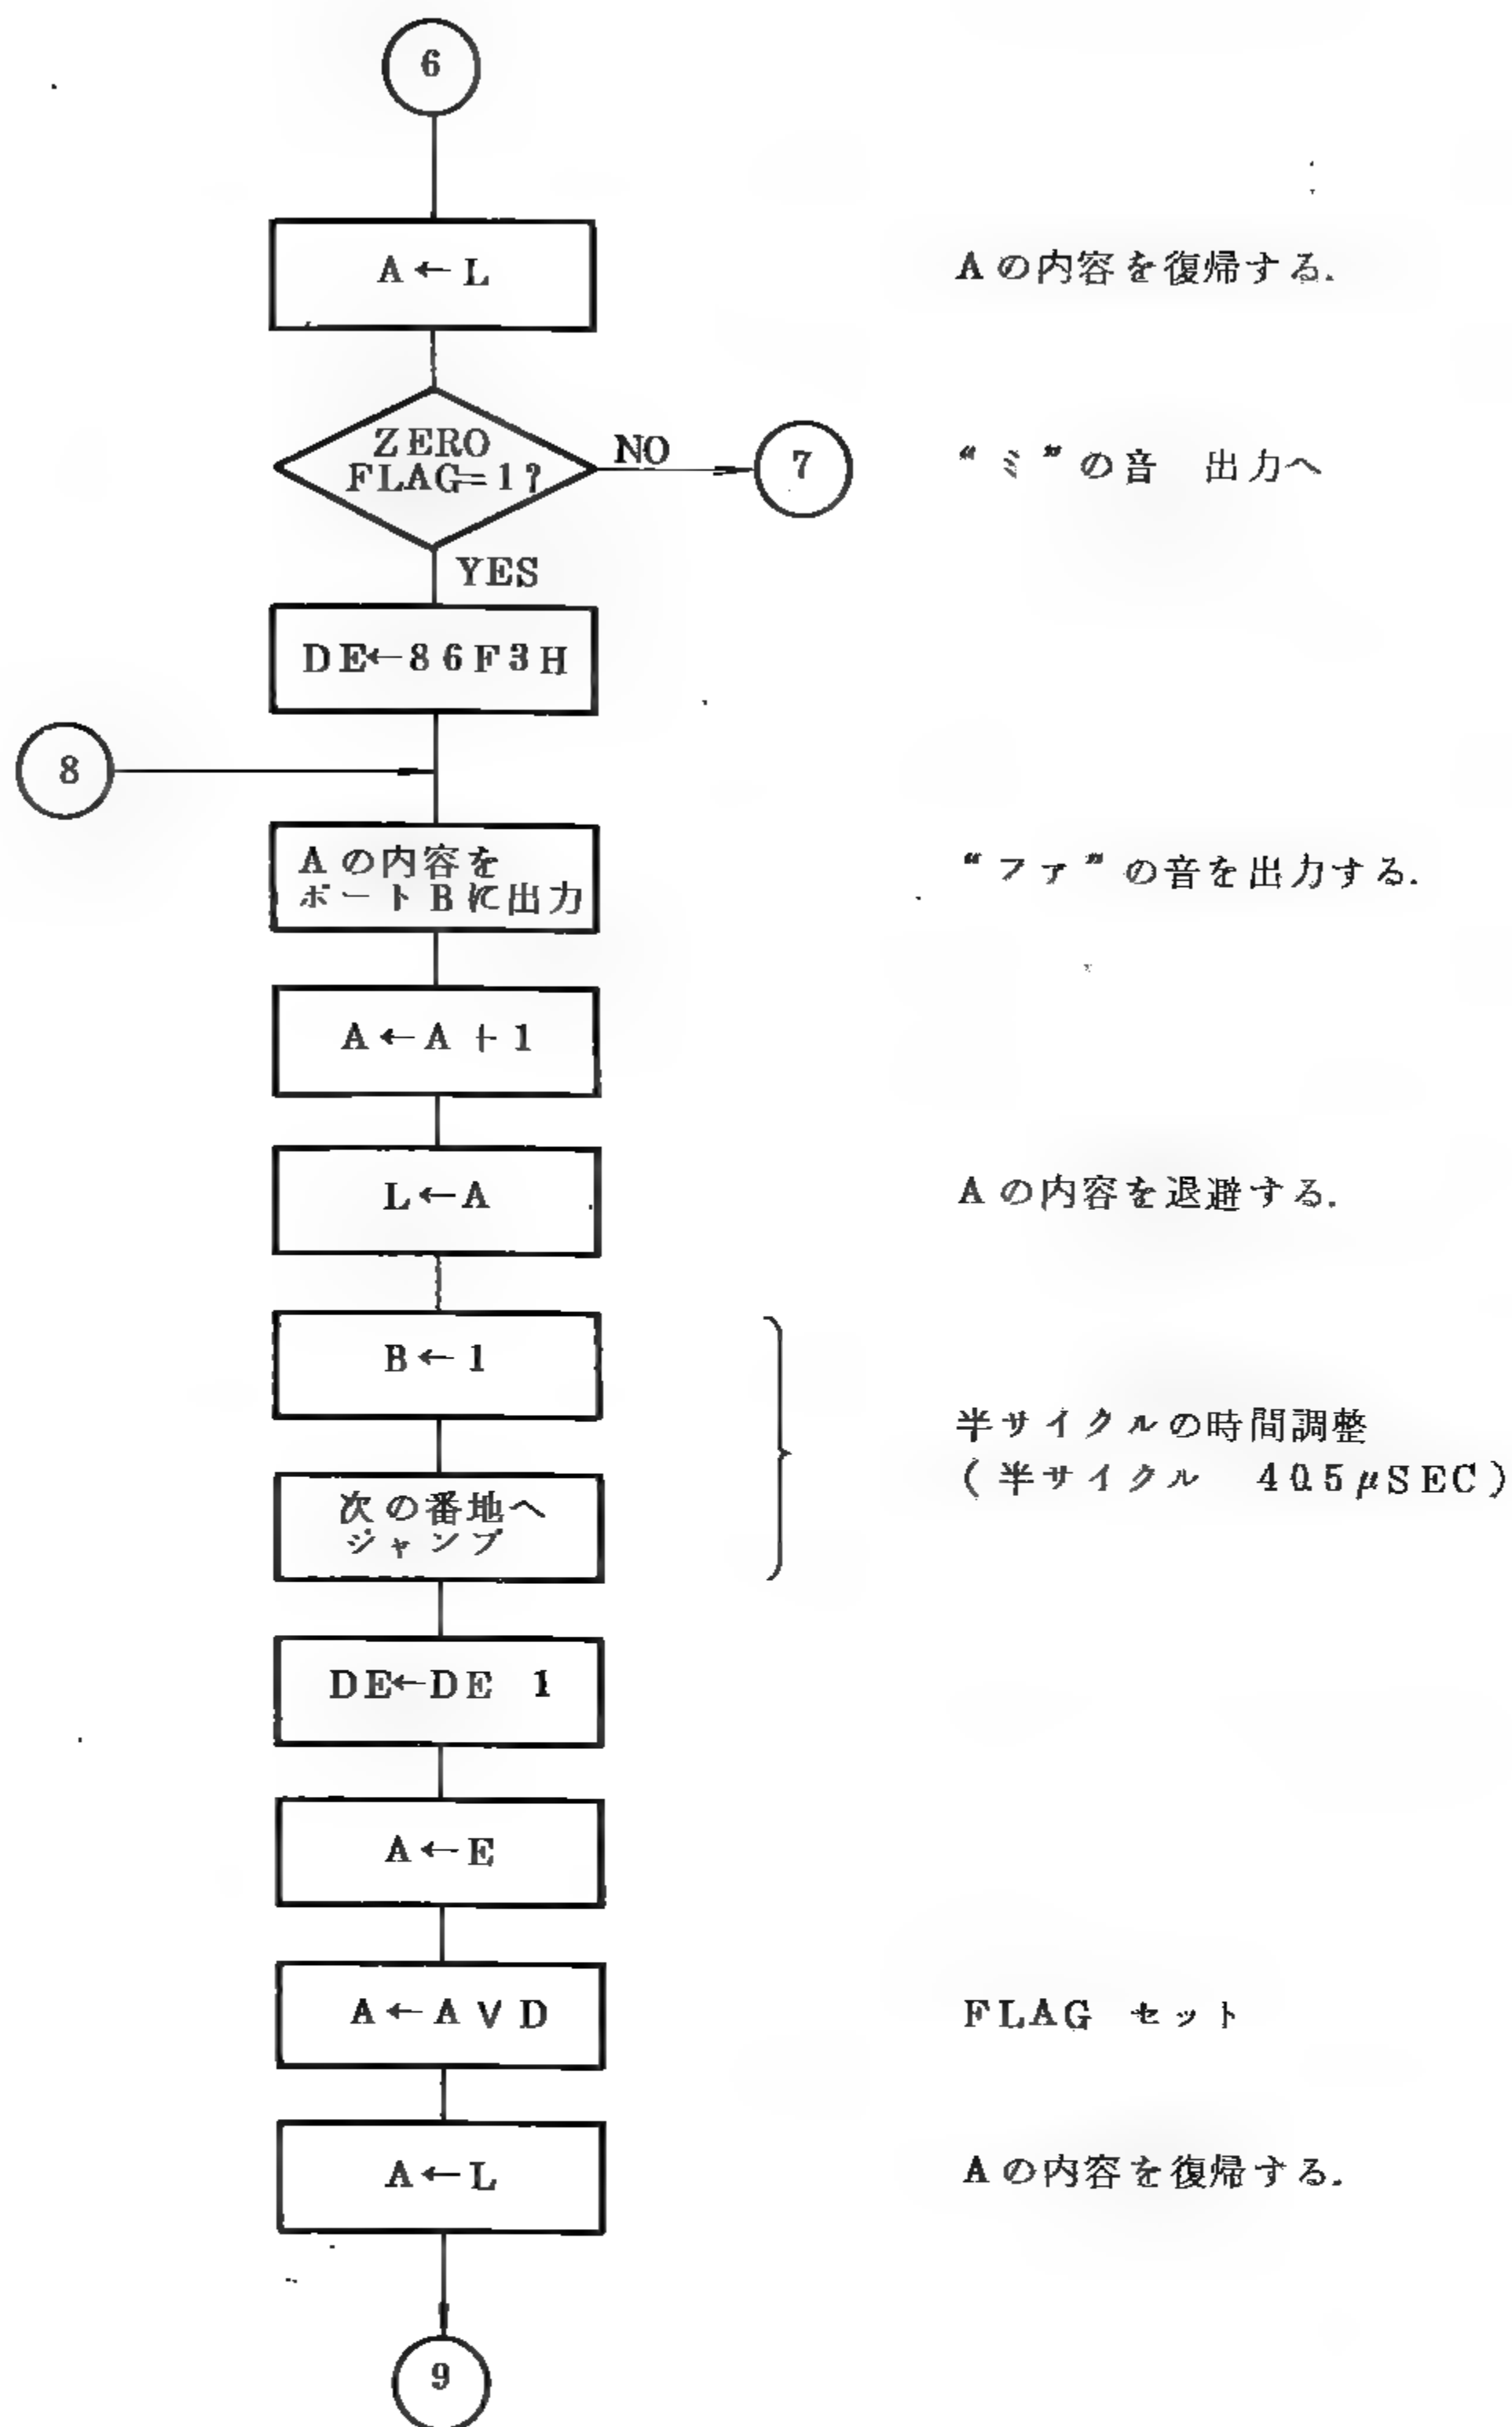 6
A←L
Aの内容を復帰する.
ZERO
FLAG=1?
NO
7
“ミ”の音 出力へ
YES
DE←86F3H
8
Aの内容を
ポートBに出力
“ファ”の音を出力する.
A←A+1
L←A
Aの内容を退避する.
B←1
次の番地へ
ジャンプ
半サイクルの時間調整
(半サイクル 40.5μSEC)
DE←DE 1
A←E
A←A∨D
FLAG セット
A←L
Aの内容を復帰する.
9